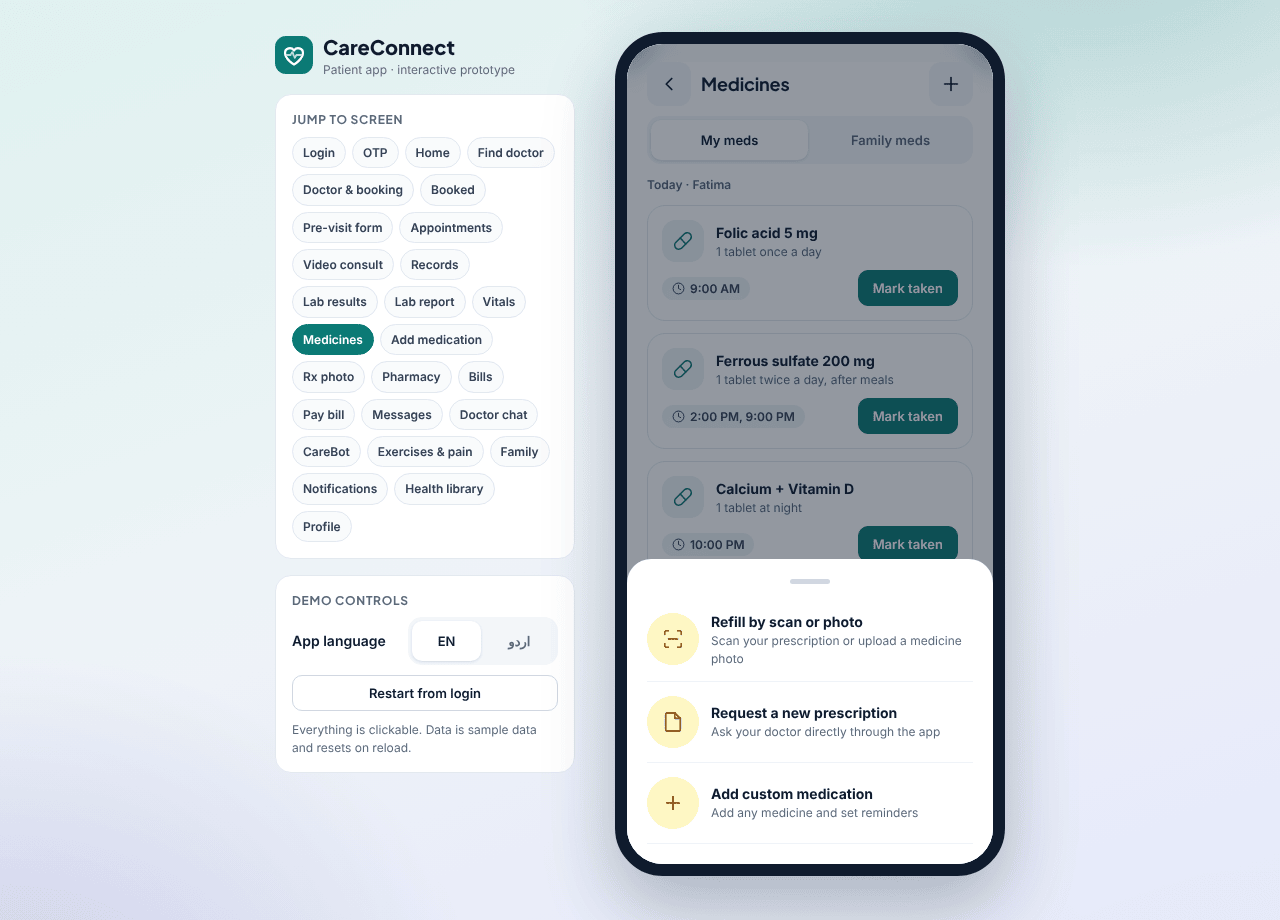 CareConnect
Patient app · interactive prototype
JUMP TO SCREEN
Login OTP Home Find doctor
Doctor & booking Booked
Pre-visit form Appointments
Video consult Records
Lab results Lab report Vitals
Medicines Add medication
Rx photo Pharmacy Bills
Pay bill Messages Doctor chat
CareBot Exercises & pain Family
Notifications Health library
Profile
DEMO CONTROLS
App language EN اردو
Restart from login
Everything is clickable. Data is sample data
and resets on reload.
Medicines
My meds Family meds
Today · Fatima
Folic acid 5 mg
1 tablet once a day
9:00 AM Mark taken
Ferrous sulfate 200 mg
1 tablet twice a day, after meals
2:00 PM, 9:00 PM Mark taken
Calcium + Vitamin D
1 tablet at night
10:00 PM Mark taken
Refill by scan or photo
Scan your prescription or upload a medicine
photo
Request a new prescription
Ask your doctor directly through the app
Add custom medication
Add any medicine and set reminders